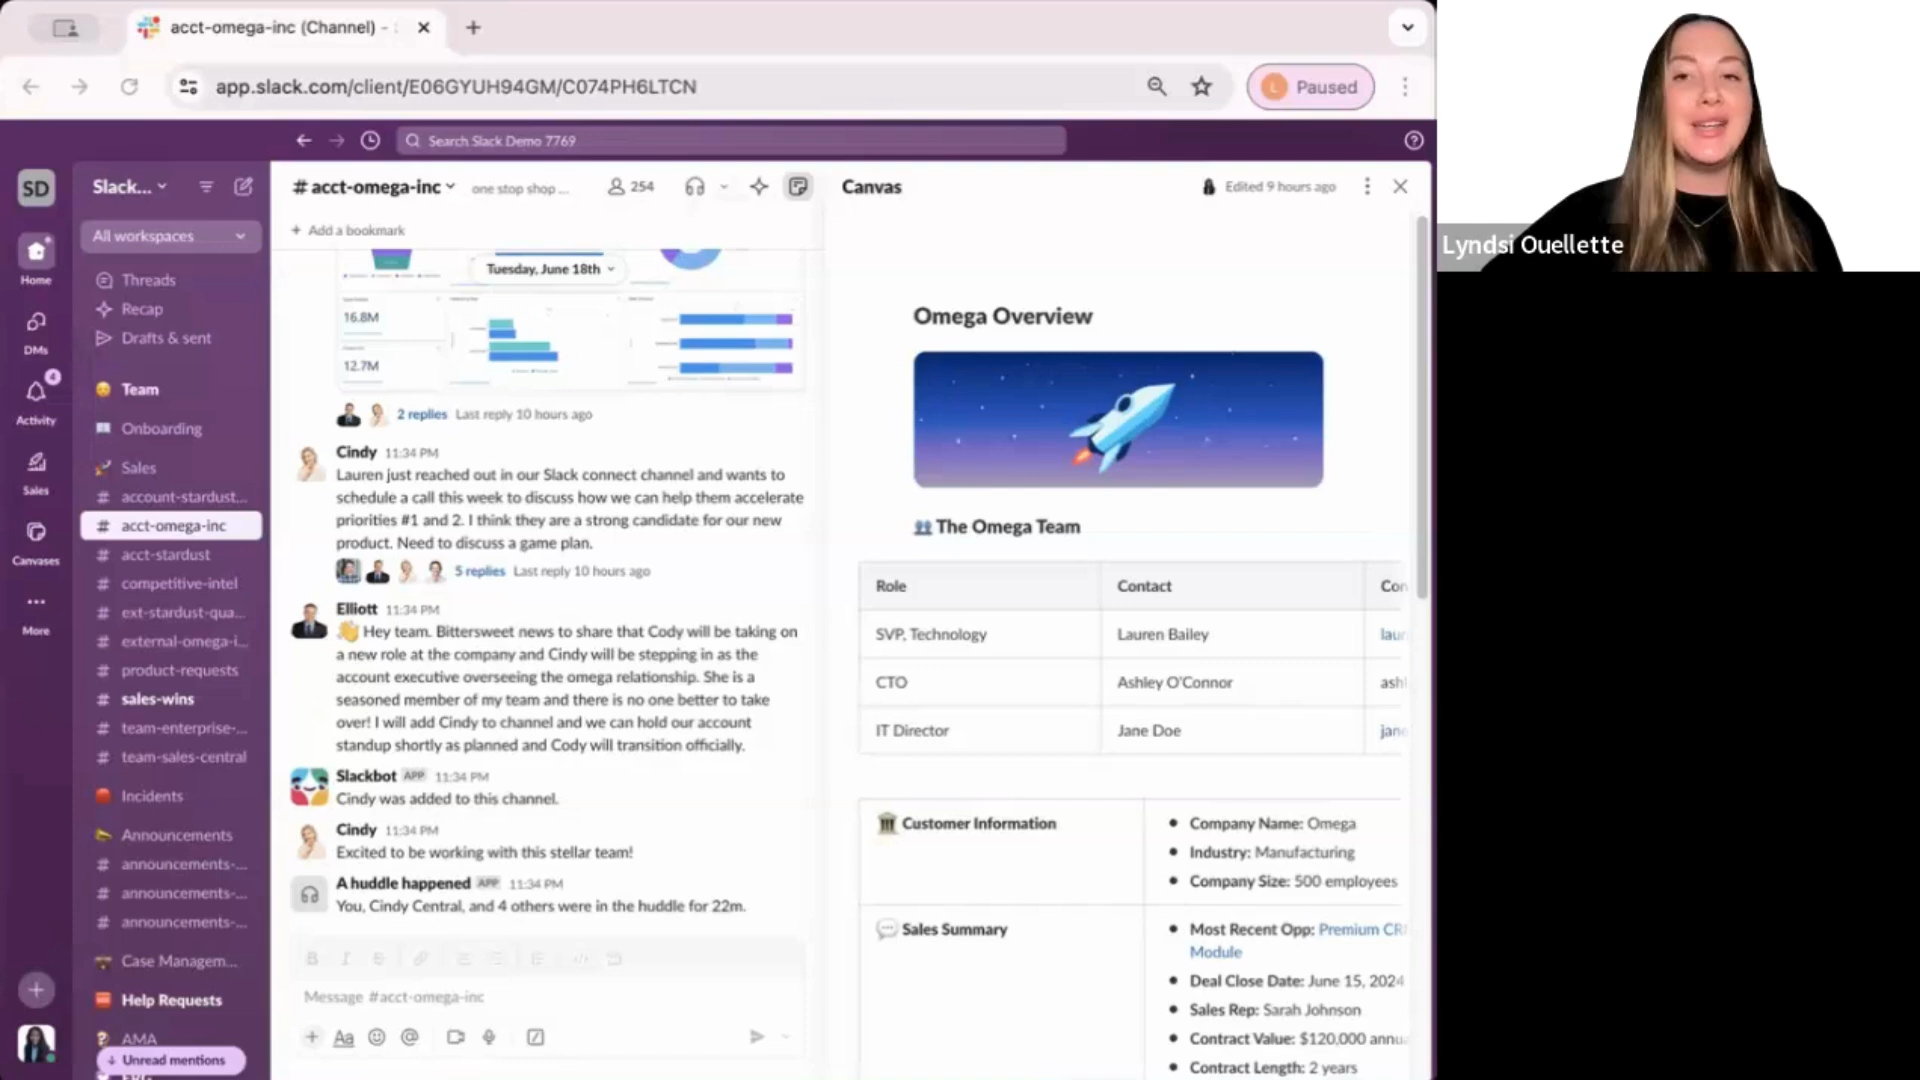 acct-omega-inc (Channel) -
app.slack.com/client/E06GYUH94GM/C074PH6LTCN
L
Paused
Search Slack Demo 7769
SD
Home
DMs
4
Activity
Sales
Canvases
More
Slack...
All workspaces
Threads
Recap
Drafts & sent
Team
Onboarding
Sales
# account-stardust...
# acct-omega-inc
# acct-stardust
# competitive-intel
# ext-stardust-qua...
# external-omega-i...
# product-requests
# sales-wins
# team-enterprise-...
# team-sales-central
Incidents
Announcements
# announcements-...
# announcements-...
# announcements-...
Case Managem...
Help Requests
AMA
↓ Unread mentions
# acct-omega-inc
one stop shop ...
254
+ Add a bookmark
Tuesday, June 18th
16.8M
12.7M
2 replies Last reply 10 hours ago
Cindy 11:34 PM
Lauren just reached out in our Slack connect channel and wants to
schedule a call this week to discuss how we can help them accelerate
priorities #1 and 2. I think they are a strong candidate for our new
product. Need to discuss a game plan.
5 replies Last reply 10 hours ago
Elliott 11:34 PM
👋 Hey team. Bittersweet news to share that Cody will be taking on
a new role at the company and Cindy will be stepping in as the
account executive overseeing the omega relationship. She is a
seasoned member of my team and there is no one better to take
over! I will add Cindy to channel and we can hold our account
standup shortly as planned and Cody will transition officially.
Slackbot APP 11:34 PM
Cindy was added to this channel.
Cindy 11:34 PM
Excited to be working with this stellar team!
A huddle happened APP 11:34 PM
You, Cindy Central, and 4 others were in the huddle for 22m.
B I S
Message #acct-omega-inc
+ Aa @
Canvas
Edited 9 hours ago
Omega Overview
The Omega Team
Role Contact Con
SVP, Technology Lauren Bailey laur
CTO Ashley O'Connor ashl
IT Director Jane Doe jane
Customer Information
• Company Name: Omega
• Industry: Manufacturing
• Company Size: 500 employees
Sales Summary
• Most Recent Opp: Premium CR
Module
• Deal Close Date: June 15, 2024
• Sales Rep: Sarah Johnson
• Contract Value: $120,000 annu
• Contract Length: 2 years
Lyndsi Ouellette